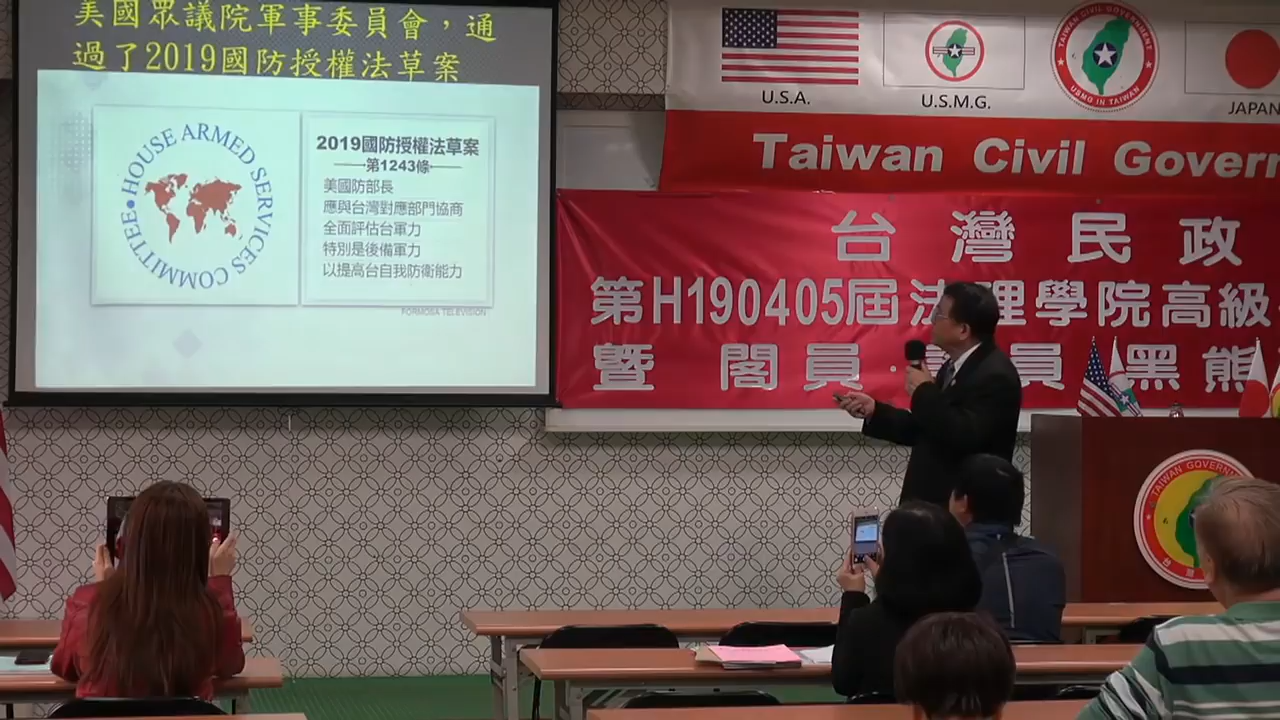 美國眾議院軍事委員會，通
過了2019國防授權法草案
HOUSE ARMED SERVICES COMMITTEE
2019國防授權法草案
第1243條
美國防部長
應與台灣對應部門協商
全面評估台軍力
特別是後備軍力
以提高台自我防衛能力
FORMOSA TELEVISION
U.S.A.
U.S.M.G.
TAIWAN CIVIL GOVERNMENT
USMG IN TAIWAN
JAPAN
Taiwan Civil Govern
台灣民政
第H190405屆法理學院高級
暨 閣員·議員 黑熊
TAIWAN GOVERN